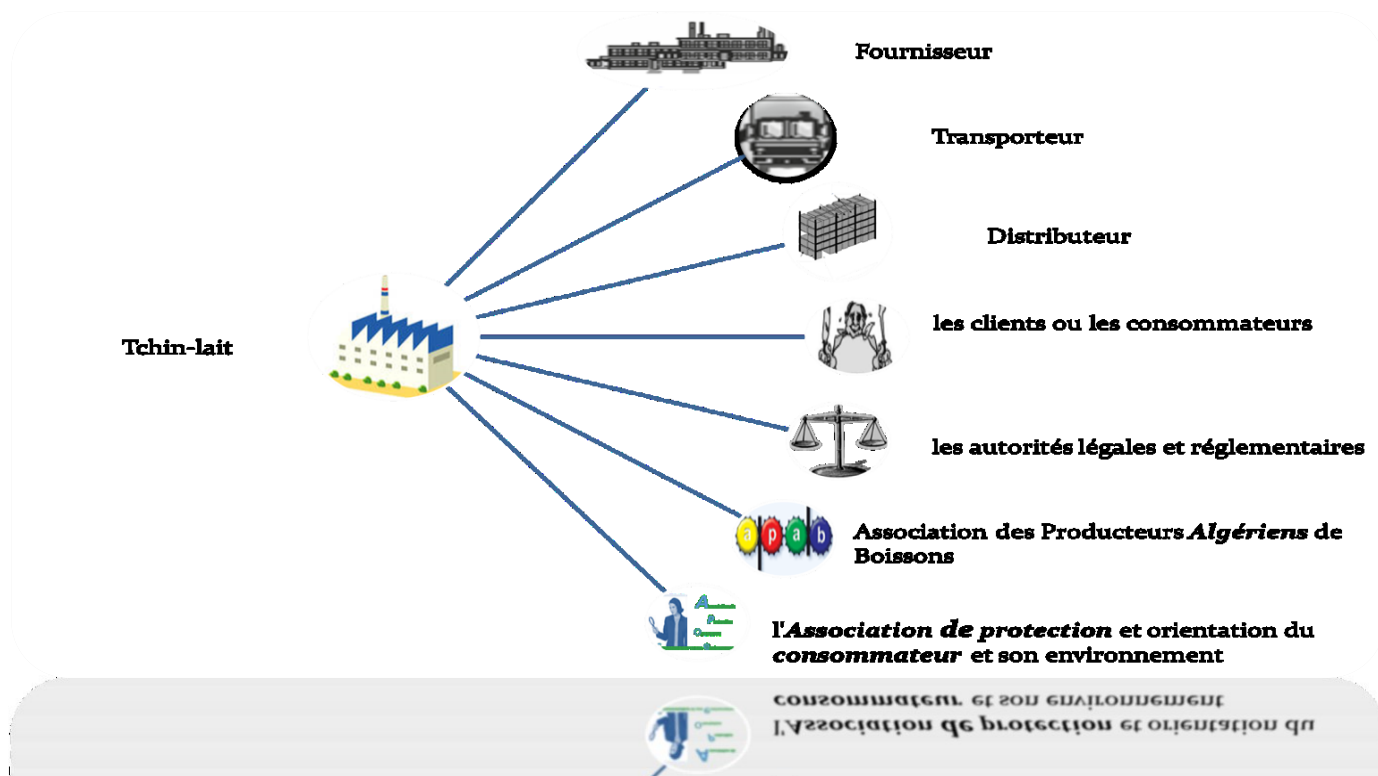 Fournisseur
Transporteur
Distributeur
les clients ou les consommateurs
Tchin-lait
les autorités légales et réglementaires
a p a b
Association des Producteurs Algériens de
Boissons
l'Association de protection et orientation du
consommateur et son environnement